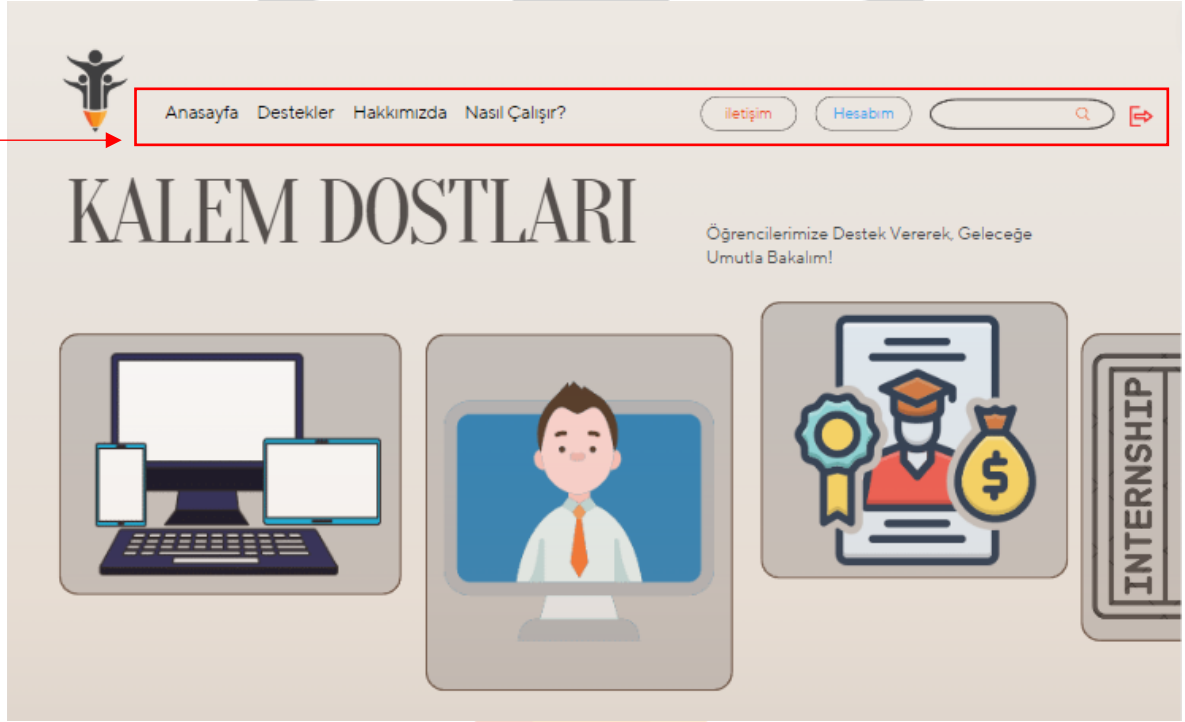 Anasayfa Destekler Hakkımızda Nasıl Çalışır? iletişim Hesabım
KALEM DOSTLARI
Öğrencilerimize Destek Vererek, Geleceğe
Umutla Bakalım!
$
INTERNSHIP